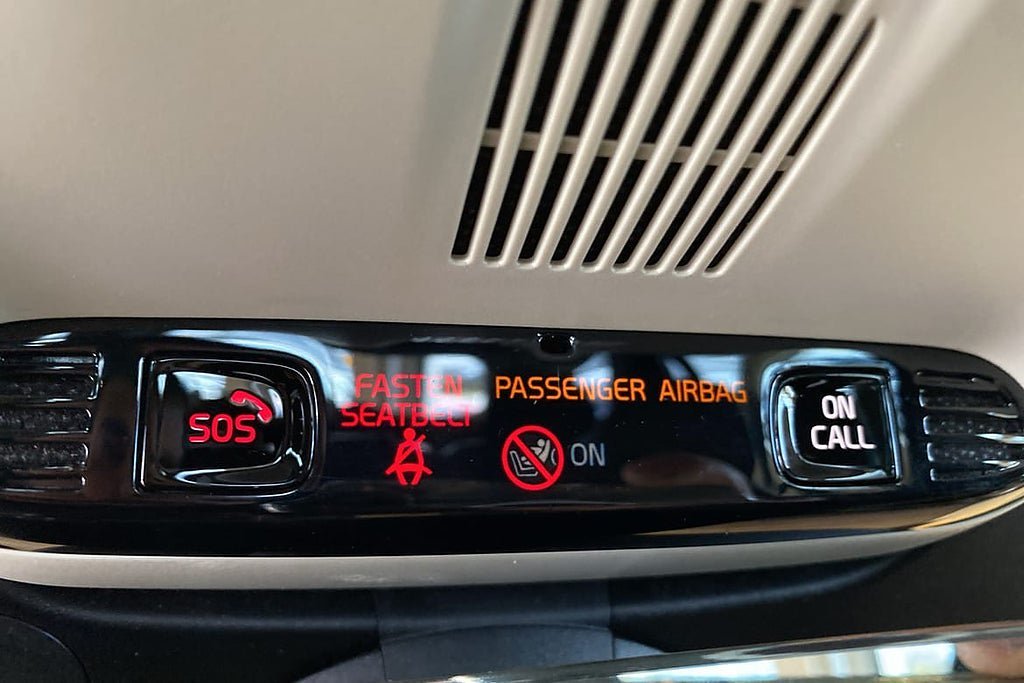 SOS
FASTEN
SEATBELT
PASSENGER AIRBAG
ON
ON
CALL